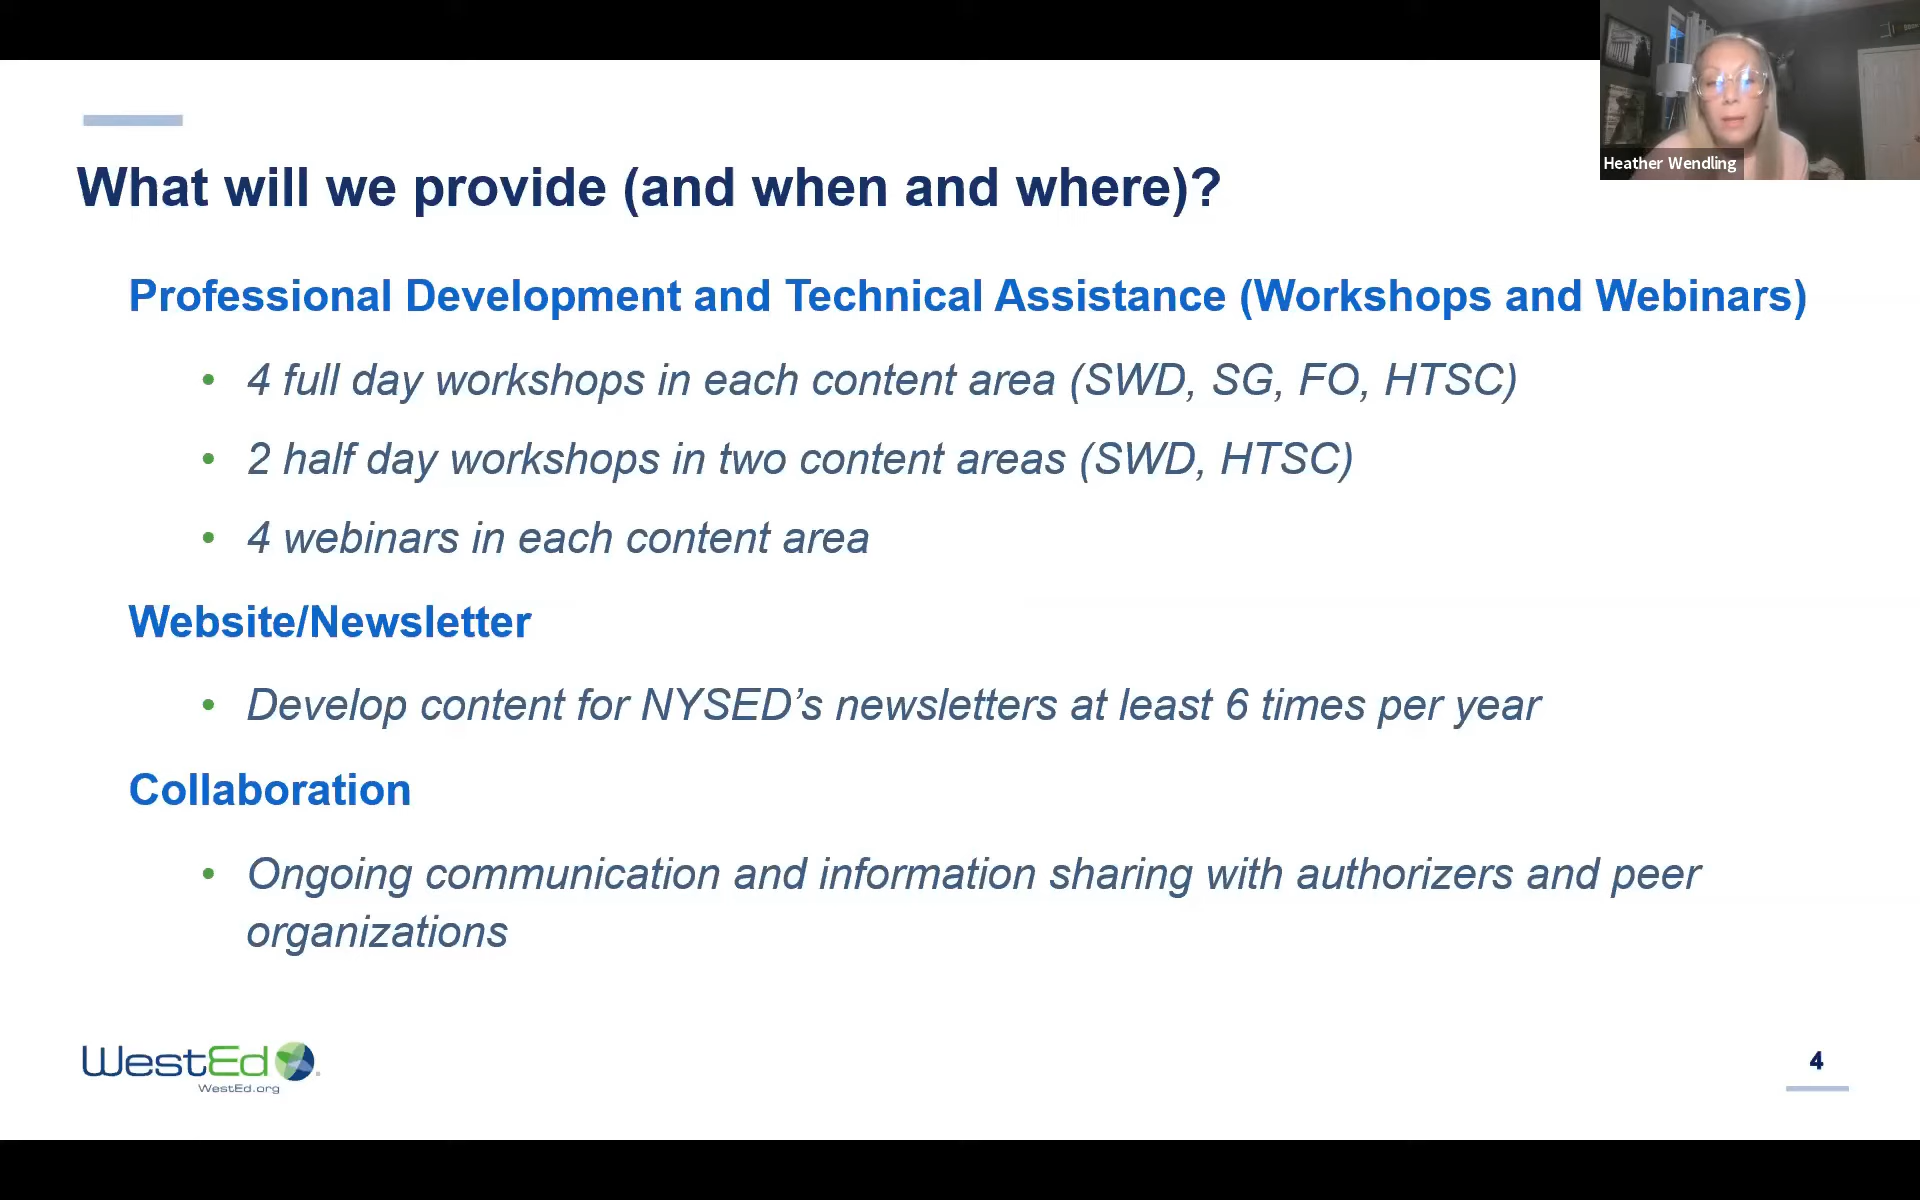 Heather Wendling
What will we provide (and when and where)?
Professional Development and Technical Assistance (Workshops and Webinars)
• 4 full day workshops in each content area (SWD, SG, FO, HTSC)
• 2 half day workshops in two content areas (SWD, HTSC)
• 4 webinars in each content area
Website/Newsletter
• Develop content for NYSED’s newsletters at least 6 times per year
Collaboration
• Ongoing communication and information sharing with authorizers and peer
organizations
WestEd
WestEd.org
4